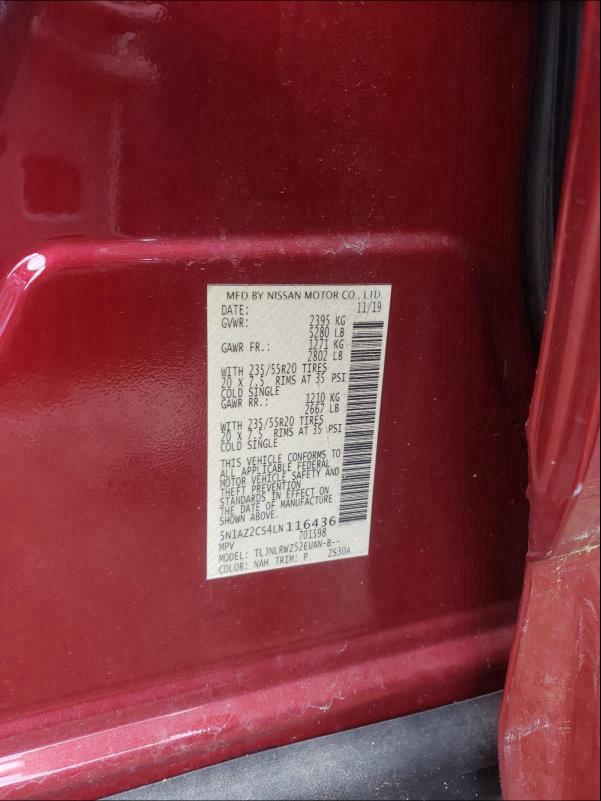 MFD BY NISSAN MOTOR CO., LTD.
DATE: 11/19
GVWR: 2395 KG
5280 LB
GAWR FR.: 1271 KG
2802 LB
WITH 235/55R20 TIRES
20 X 7.5 RIMS AT 35 PSI
COLD SINGLE
GAWR RR.: 1210 KG
2667 LB
WITH 235/55R20 TIRES
20 X 7.5 RIMS AT 35 PSI
COLD SINGLE
THIS VEHICLE CONFORMS TO
ALL APPLICABLE FEDERAL
MOTOR VEHICLE SAFETY AND
THEFT PREVENTION
STANDARDS IN EFFECT ON
THE DATE OF MANUFACTURE
SHOWN ABOVE.
5N1AZ2CS4LN116436
MPV 701598
MODEL: TLJNLRWZ52EUAN-B--
COLOR: NAH TRIM: P ZS30A